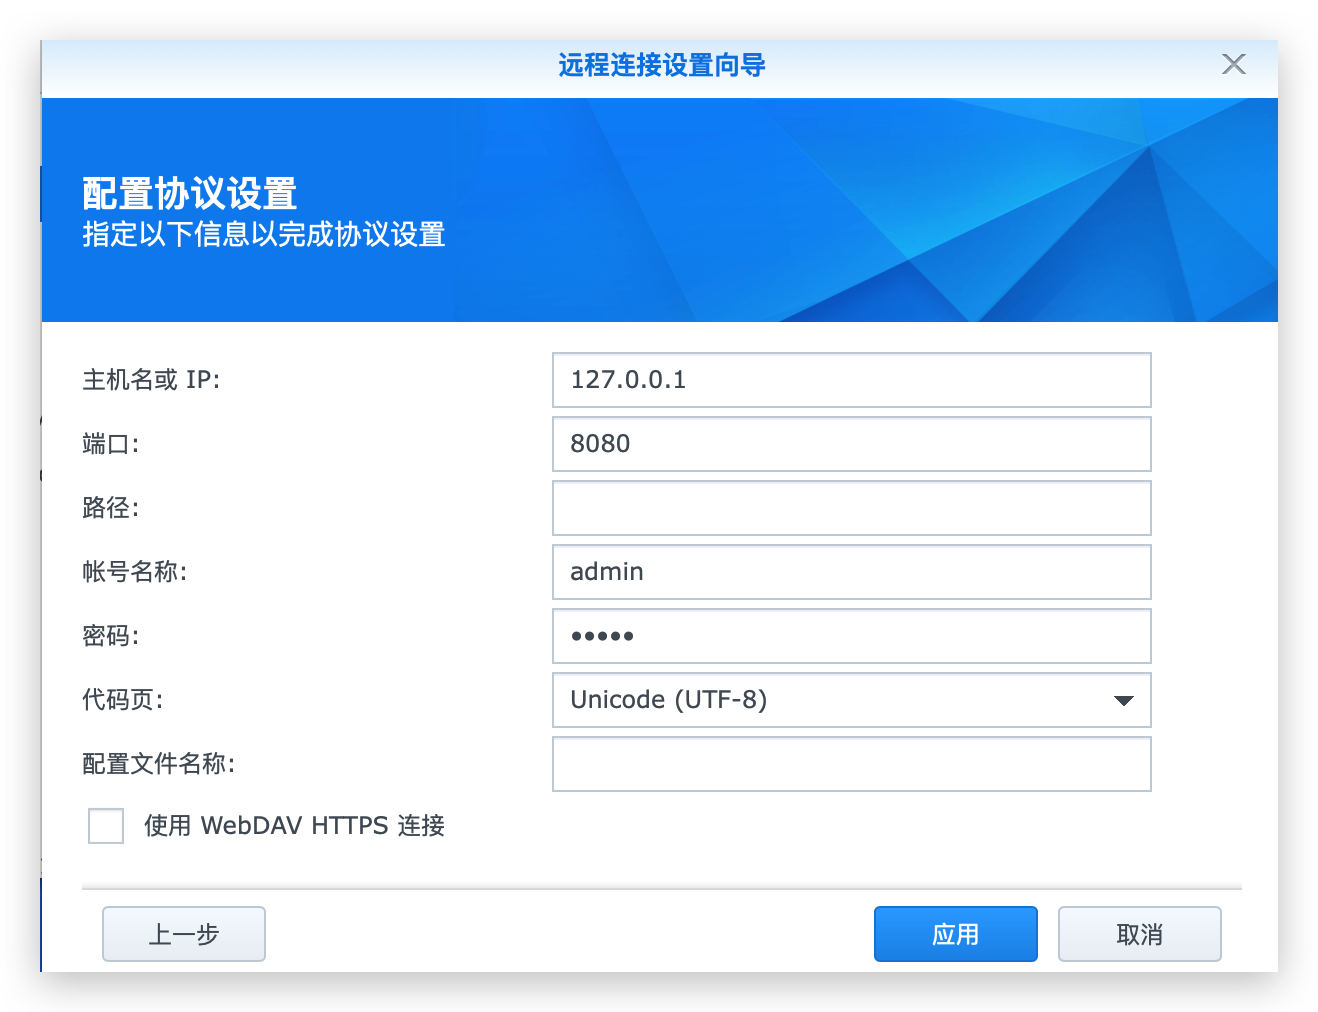 远程连接设置向导
配置协议设置
指定以下信息以完成协议设置
主机名或 IP: 127.0.0.1
端口: 8080
路径:
帐号名称: admin
密码: •••••
代码页: Unicode (UTF-8)
配置文件名称:
使用 WebDAV HTTPS 连接
上一步 应用 取消